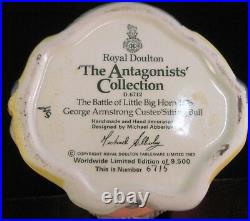 Royal Doulton
'The Antagonists'
Collection
D.6712
The Battle of Little Big Horn
George Armstrong Custer/Sitting Bull
Handmade and Hand decorated
Designed by Michael Abberley
Michael Abberley
© COPYRIGHT ROYAL DOULTON TABLEWARE LIMITED 1983
Worldwide Limited Edition of 9,500
This is Number 6715